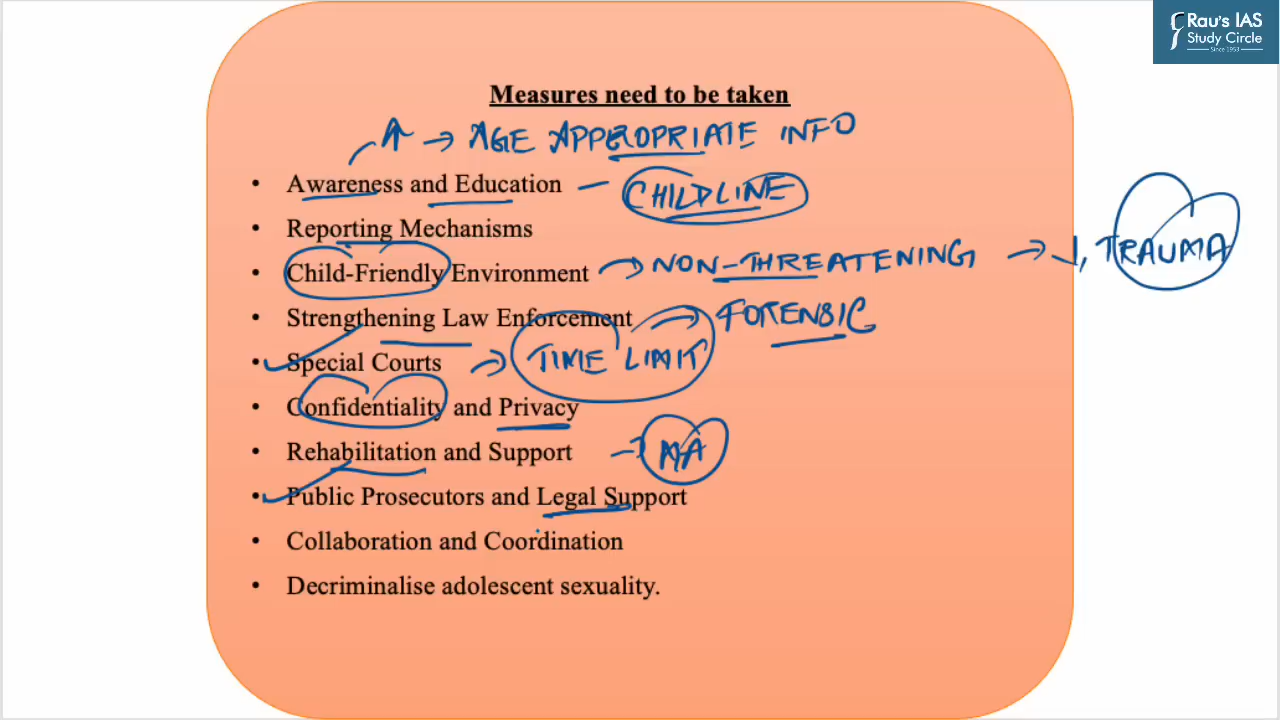 Rau's IAS
Study Circle
Since 1953
Measures need to be taken
→ AGE APPROPRIATE INFO
• Awareness and Education – CHILDLINE
• Reporting Mechanisms
• Child-Friendly Environment → NON-THREATENING → ↓ TRAUMA
• Strengthening Law Enforcement → FORENSIC
• Special Courts → TIME LIMIT
• Confidentiality and Privacy
• Rehabilitation and Support →
• Public Prosecutors and Legal Support
• Collaboration and Coordination
• Decriminalise adolescent sexuality.